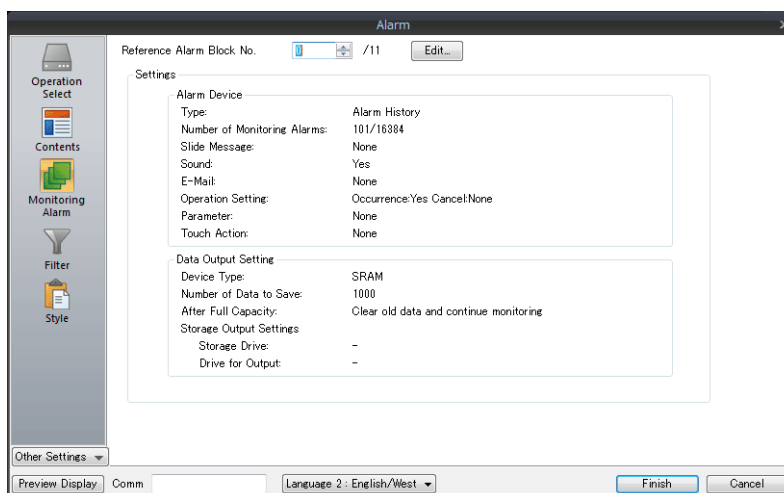 Alarm
Reference Alarm Block No. 0 /11 Edit...
Operation Select
Contents
Monitoring Alarm
Filter
Style
Settings
Alarm Device
Type: Alarm History
Number of Monitoring Alarms: 101/16384
Slide Message: None
Sound: Yes
E-Mail: None
Operation Setting: Occurrence:Yes Cancel:None
Parameter: None
Touch Action: None
Data Output Setting
Device Type: SRAM
Number of Data to Save: 1000
After Full Capacity: Clear old data and continue monitoring
Storage Output Settings
Storage Drive: -
Drive for Output: -
Other Settings
Preview Display Comm Language 2 : English/West Finish Cancel